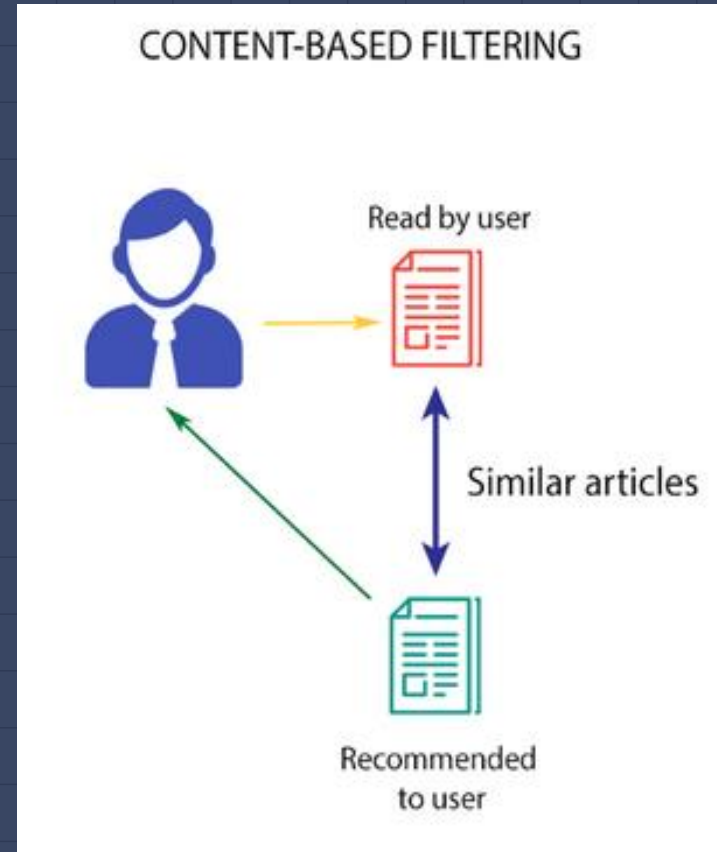 CONTENT-BASED FILTERING
Read by user
Similar articles
Recommended
to user